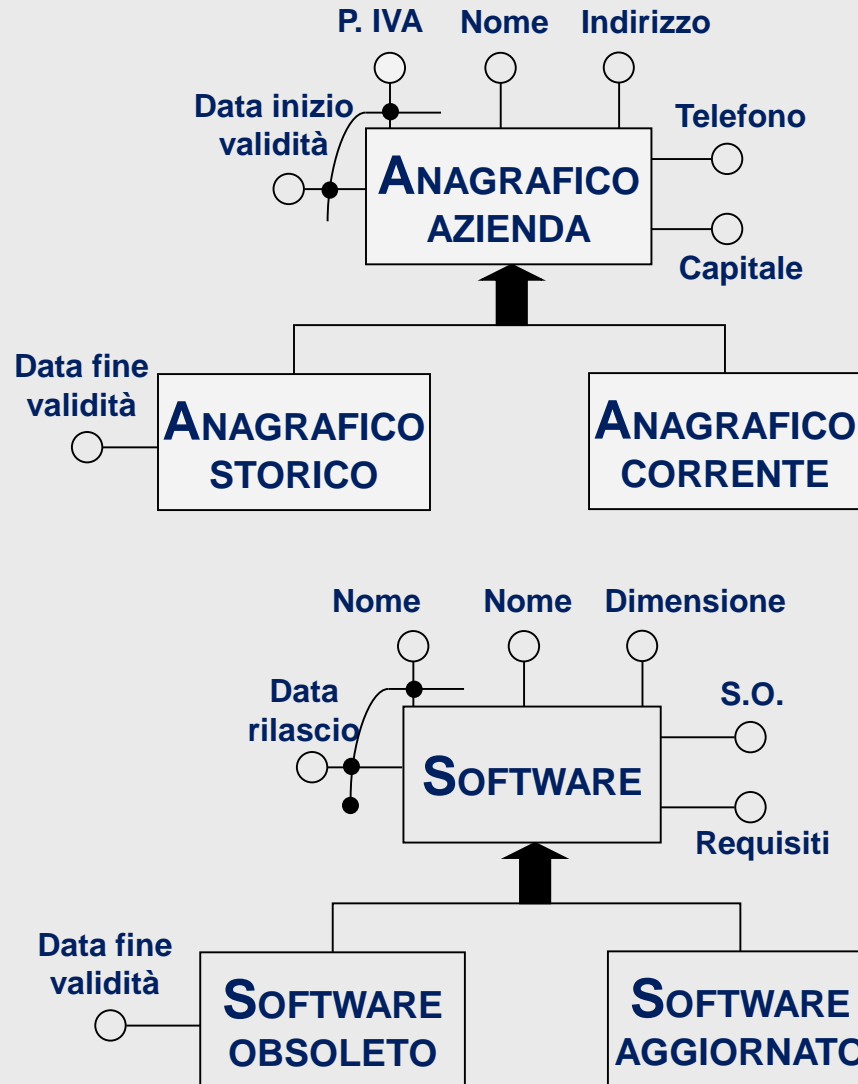 P. IVA Nome Indirizzo
Data inizio
validità
Telefono
ANAGRAFICO
AZIENDA
Capitale
Data fine
validità
ANAGRAFICO
STORICO
ANAGRAFICO
CORRENTE
Nome Nome Dimensione
Data
rilascio
S.O.
SOFTWARE
Requisiti
Data fine
validità
SOFTWARE
OBSOLETO
SOFTWARE
AGGIORNATO